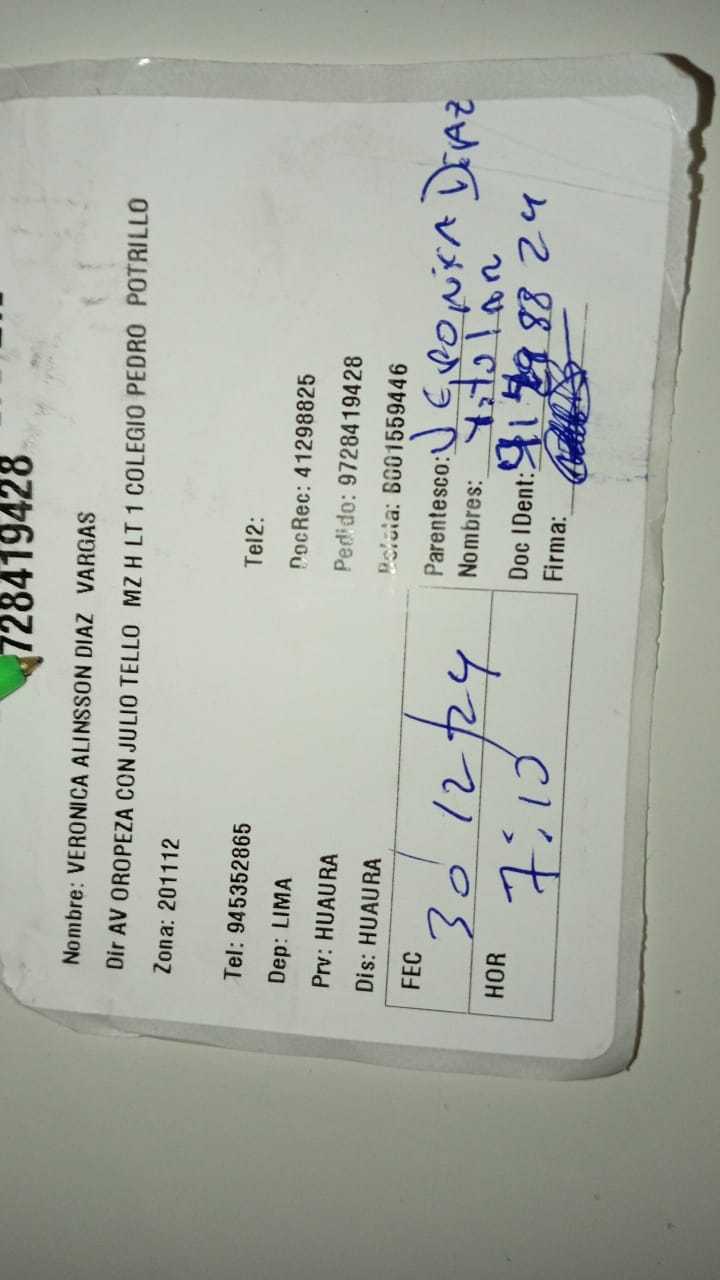 728419428
Nombre: VERONICA ALINSSON DIAZ VARGAS
Dir AV OROPEZA CON JULIO TELLO MZ H LT 1 COLEGIO PEDRO POTRILLO
Zona: 201112
Tel: 945352865 Tel2:
Dep: LIMA DocRec: 41298825
Prv: HUAURA Pedido: 9728419428
Dis: HUAURA Boleta: B001559446
FEC 30 12/24 Parentesco: VERONIKA DIAZ
Nombres: titular
HOR 7:10 Doc IDent:
Firma: